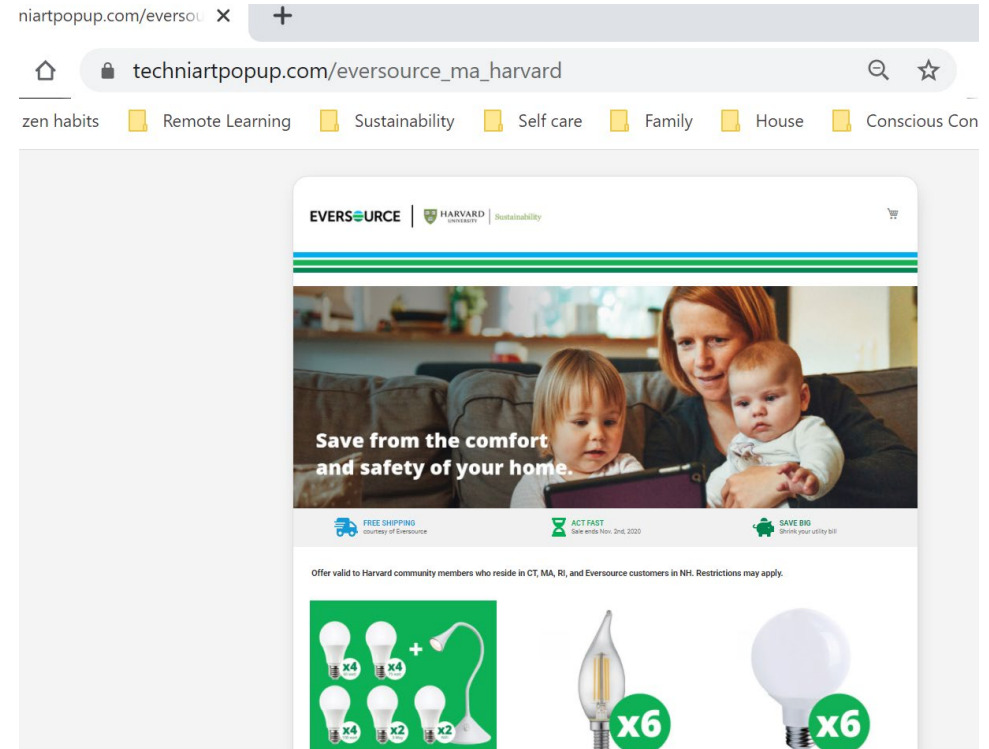 niartpopup.com/eversou
techniartpopup.com/eversource_ma_harvard
zen habits Remote Learning Sustainability Self care Family House Conscious Con
EVERSOURCE HARVARD UNIVERSITY Sustainability
Save from the comfort
and safety of your home.
FREE SHIPPING
courtesy of Eversource
ACT FAST
Sale ends Nov. 2nd, 2020
SAVE BIG
Shrink your utility bill
Offer valid to Harvard community members who reside in CT, MA, RI, and Eversource customers in NH. Restrictions may apply.
x4 x4 +
x4 x2 x2
x6
x6